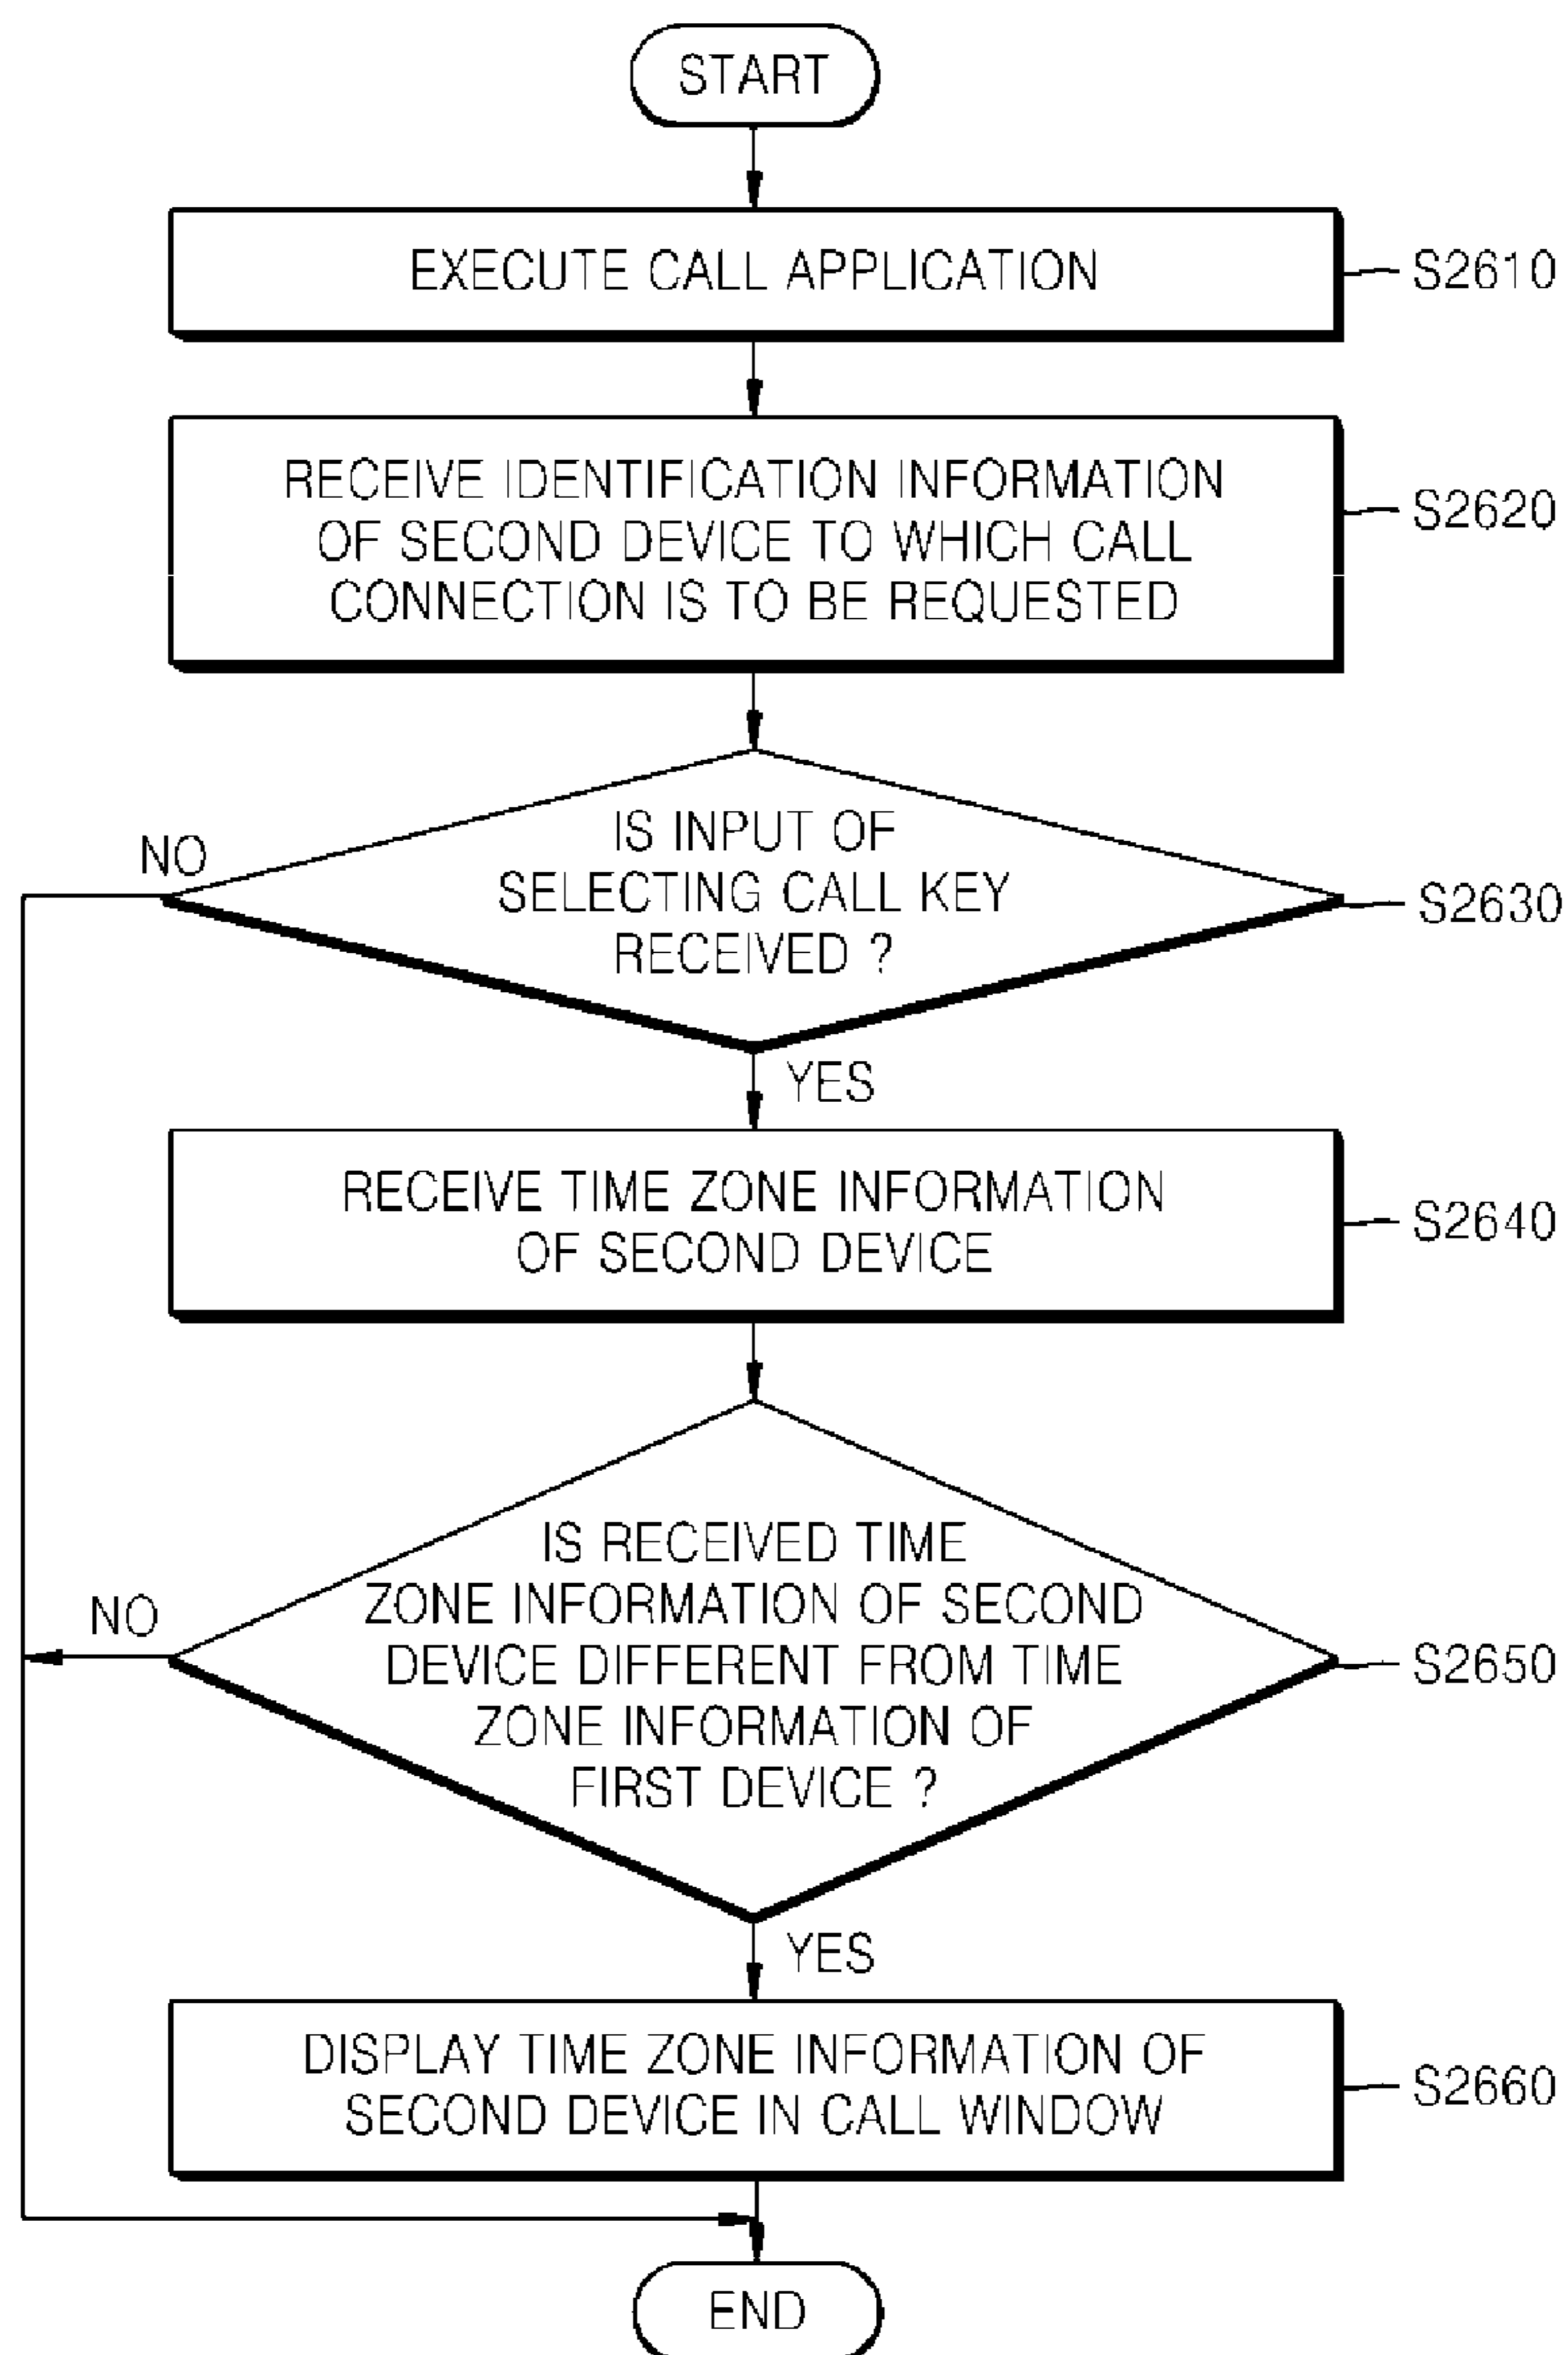 START
EXECUTE CALL APPLICATION
S2610
RECEIVE IDENTIFICATION INFORMATION
OF SECOND DEVICE TO WHICH CALL
CONNECTION IS TO BE REQUESTED
S2620
IS INPUT OF
SELECTING CALL KEY
RECEIVED ?
NO
S2630
YES
RECEIVE TIME ZONE INFORMATION
OF SECOND DEVICE
S2640
IS RECEIVED TIME
ZONE INFORMATION OF SECOND
DEVICE DIFFERENT FROM TIME
ZONE INFORMATION OF
FIRST DEVICE ?
NO
S2650
YES
DISPLAY TIME ZONE INFORMATION OF
SECOND DEVICE IN CALL WINDOW
S2660
END